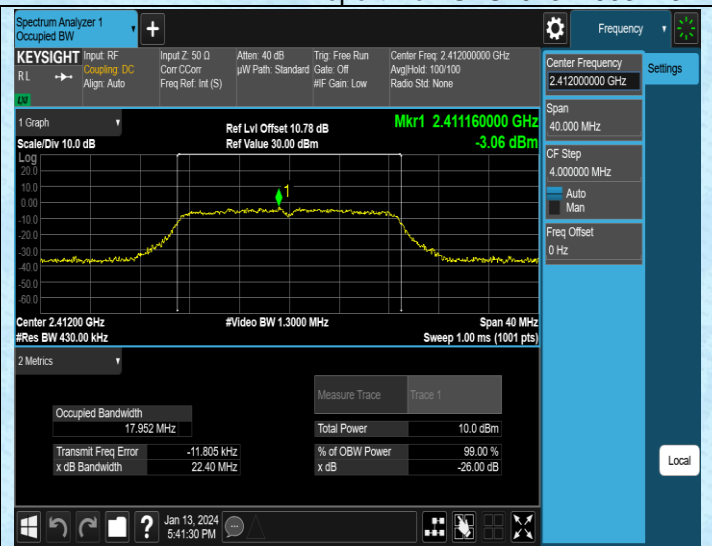 Spectrum Analyzer 1
Occupied BW
+
Frequency
KEYSIGHT
RL
LXI
Input: RF
Coupling: DC
Align: Auto
Input Z: 50 Ω
Corr CCorr
Freq Ref: Int (S)
Atten: 40 dB
µW Path: Standard
Trig: Free Run
Gate: Off
#IF Gain: Low
Center Freq: 2.412000000 GHz
Avg|Hold: 100/100
Radio Std: None
Center Frequency
2.412000000 GHz
Settings
Span
40.000 MHz
CF Step
4.000000 MHz
Auto
Man
Freq Offset
0 Hz
Local
1 Graph
Ref Lvl Offset 10.78 dB
Mkr1 2.411160000 GHz
Scale/Div 10.0 dB
Ref Value 30.00 dBm
-3.06 dBm
Log
20.0
10.0
0.00
-10.0
-20.0
-30.0
-40.0
-50.0
-60.0
1
Center 2.41200 GHz
#Video BW 1.3000 MHz
Span 40 MHz
#Res BW 430.00 kHz
Sweep 1.00 ms (1001 pts)
2 Metrics
Measure Trace
Trace 1
Occupied Bandwidth
17.952 MHz
Total Power
10.0 dBm
Transmit Freq Error
-11.805 kHz
% of OBW Power
99.00 %
x dB Bandwidth
22.40 MHz
x dB
-26.00 dB
?
Jan 13, 2024
5:41:30 PM